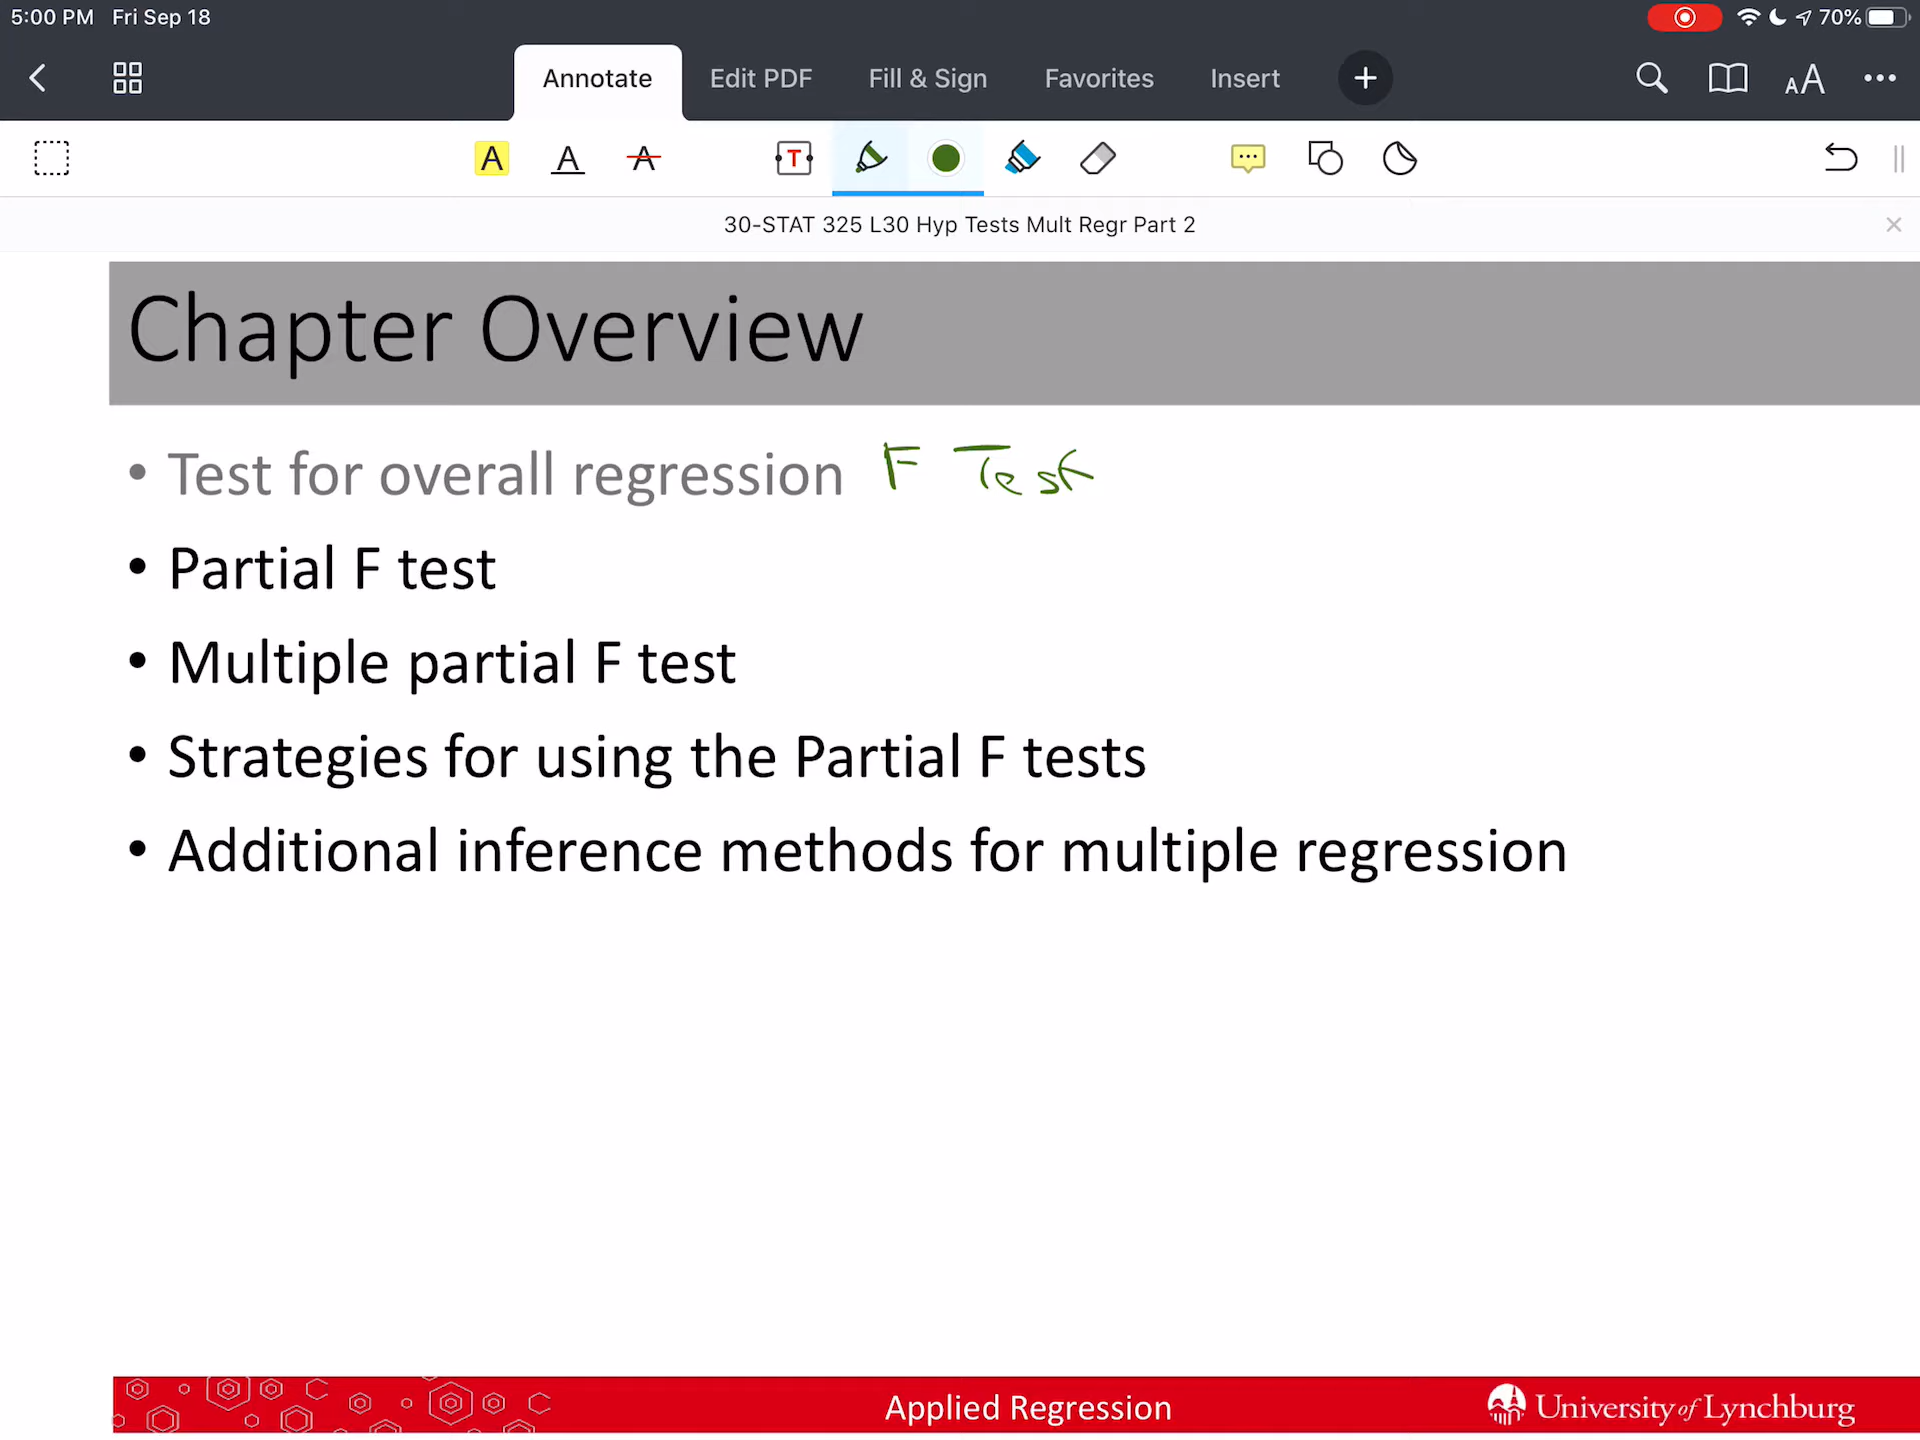 5:00 PM Fri Sep 18 70%
Annotate Edit PDF Fill & Sign Favorites Insert + AA
A A A T
30-STAT 325 L30 Hyp Tests Mult Regr Part 2
Chapter Overview
• Test for overall regression F Test
• Partial F test
• Multiple partial F test
• Strategies for using the Partial F tests
• Additional inference methods for multiple regression
Applied Regression University of Lynchburg